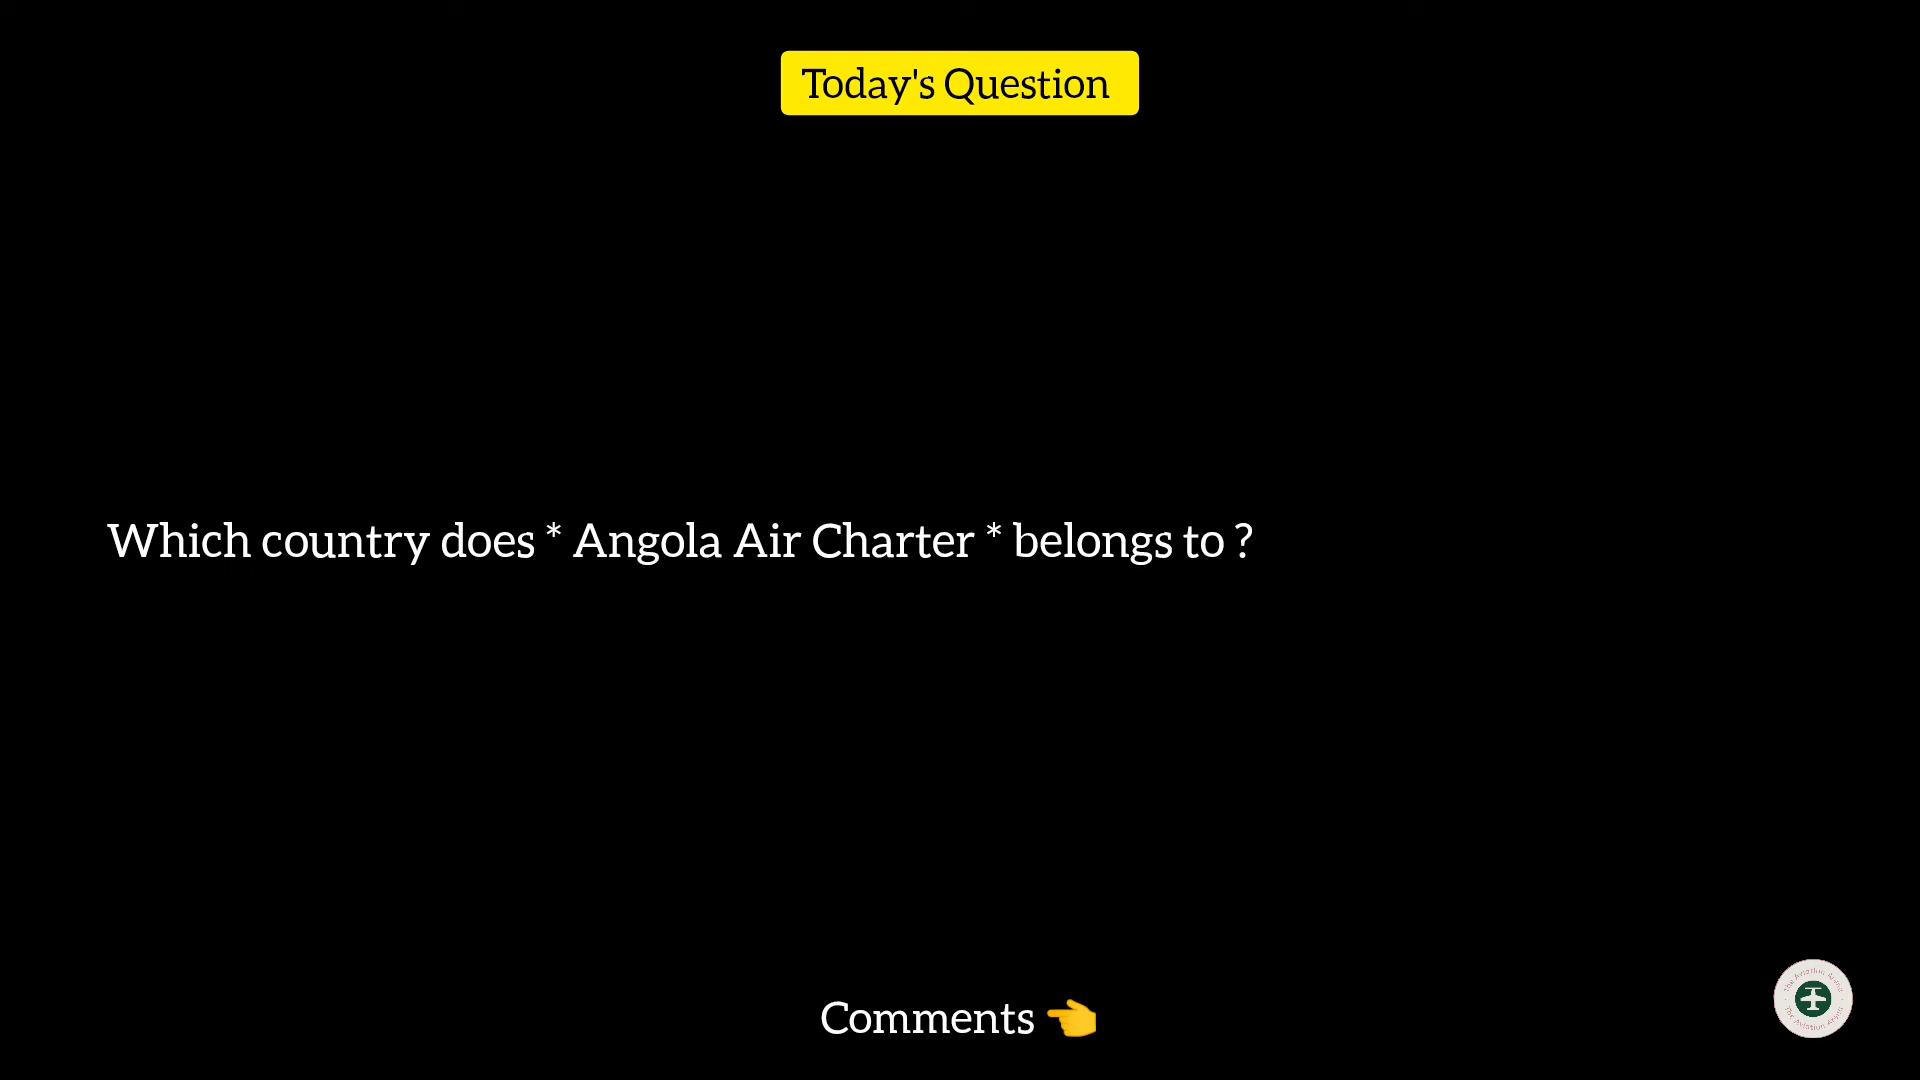 Today's Question
Which country does * Angola Air Charter * belongs to ?
Comments 👈